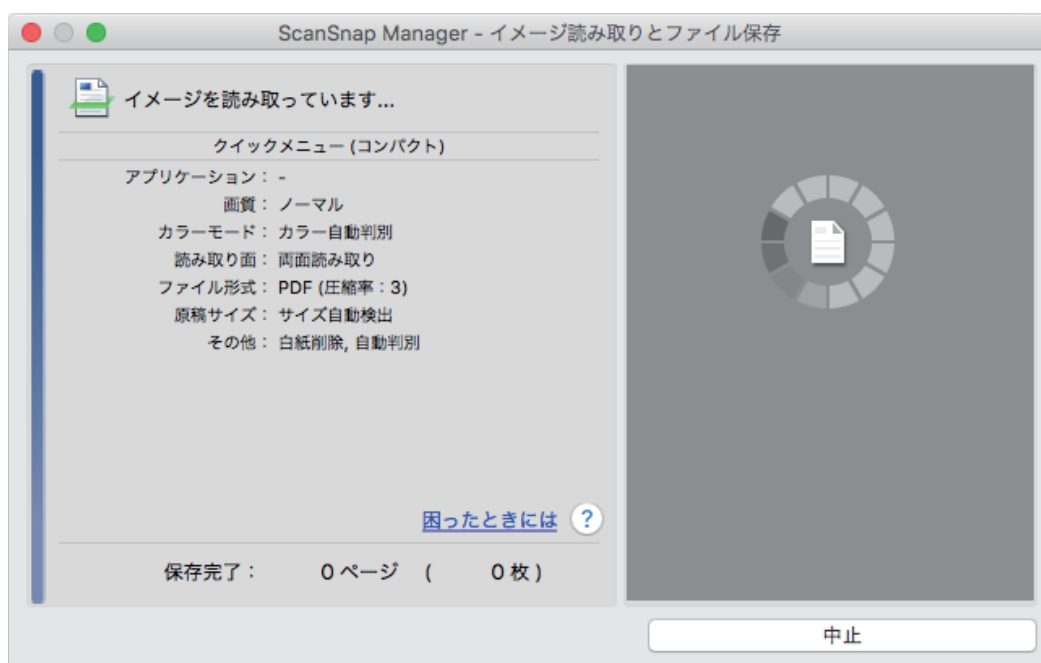 ScanSnap Manager - イメージ読み取りとファイル保存
イメージを読み取っています...
クイックメニュー (コンパクト)
アプリケーション： -
画質： ノーマル
カラーモード： カラー自動判別
読み取り面： 両面読み取り
ファイル形式： PDF (圧縮率：3)
原稿サイズ： サイズ自動検出
その他： 白紙削除, 自動判別
困ったときには ?
保存完了： 0 ページ ( 0 枚 )
中止